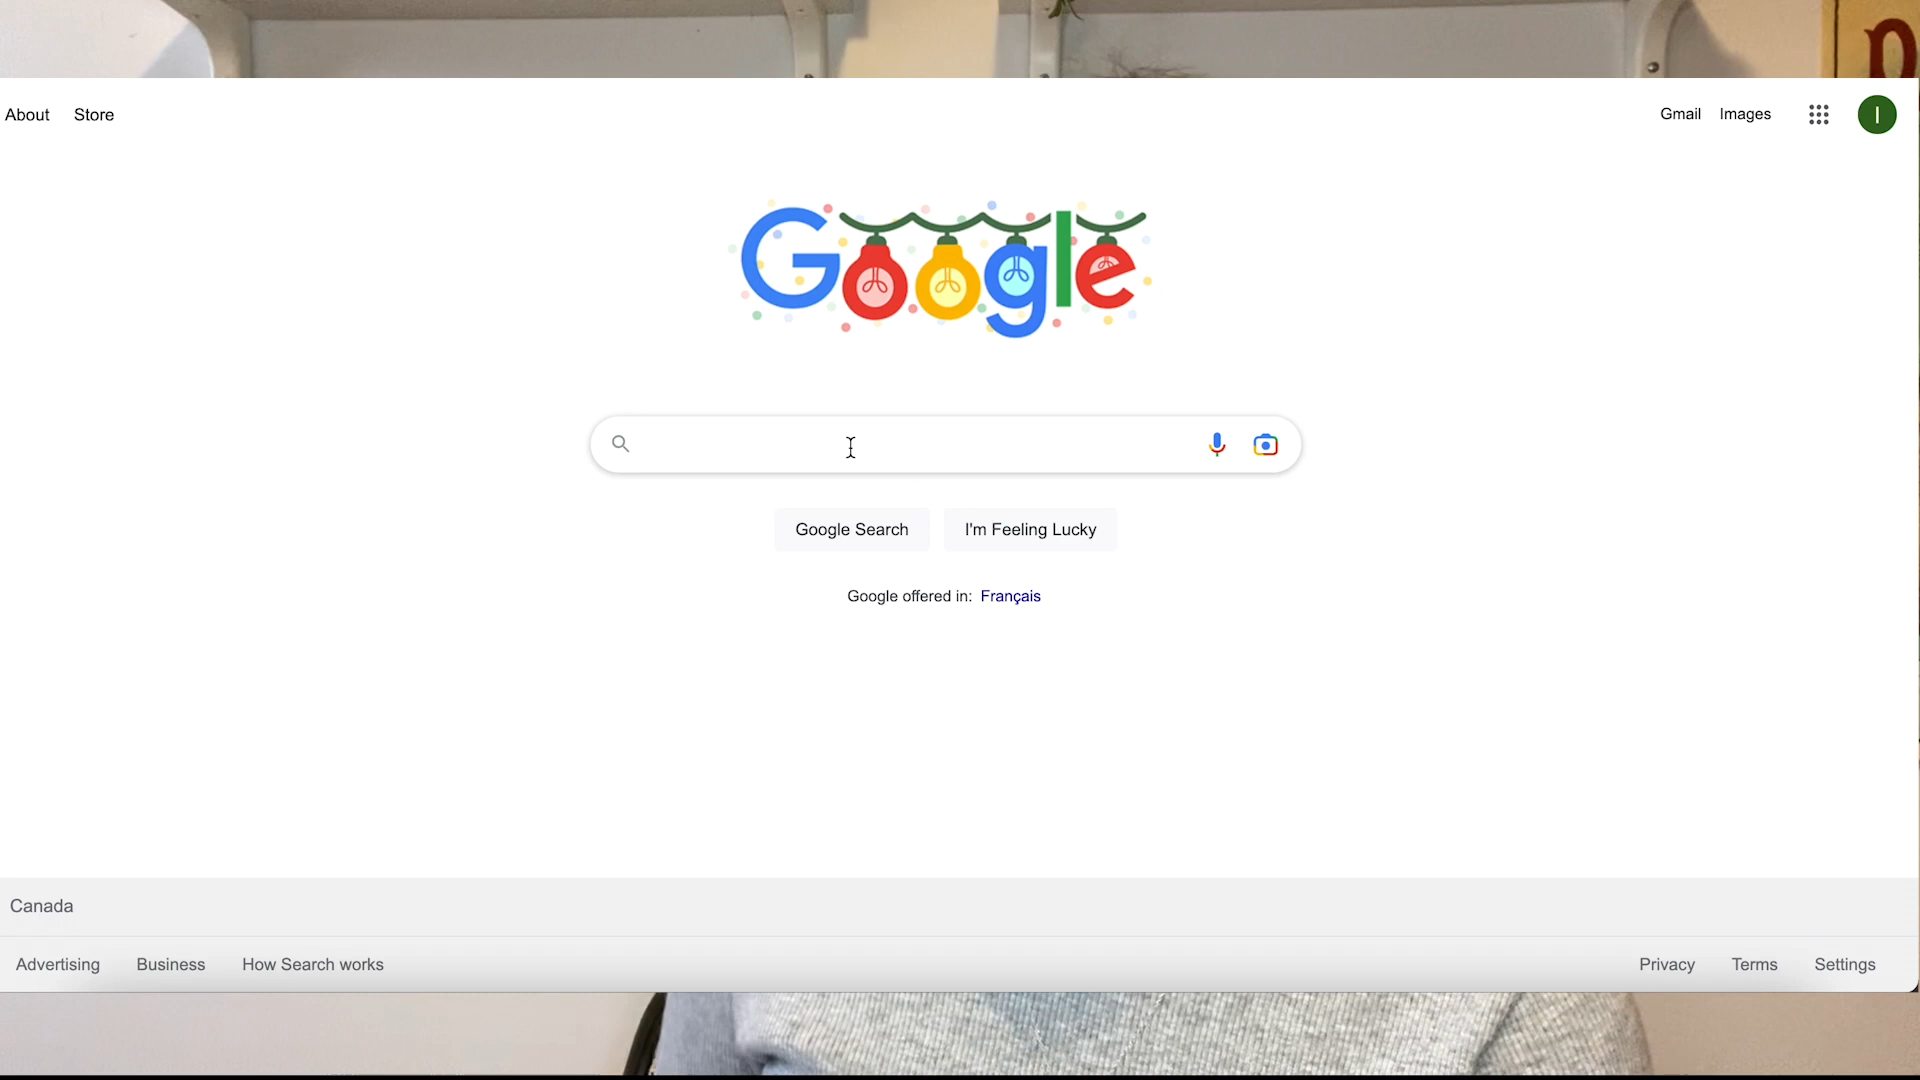 About Store
Gmail Images
I
Google
Google Search I'm Feeling Lucky
Google offered in: Français
Canada
Advertising Business How Search works
Privacy Terms Settings